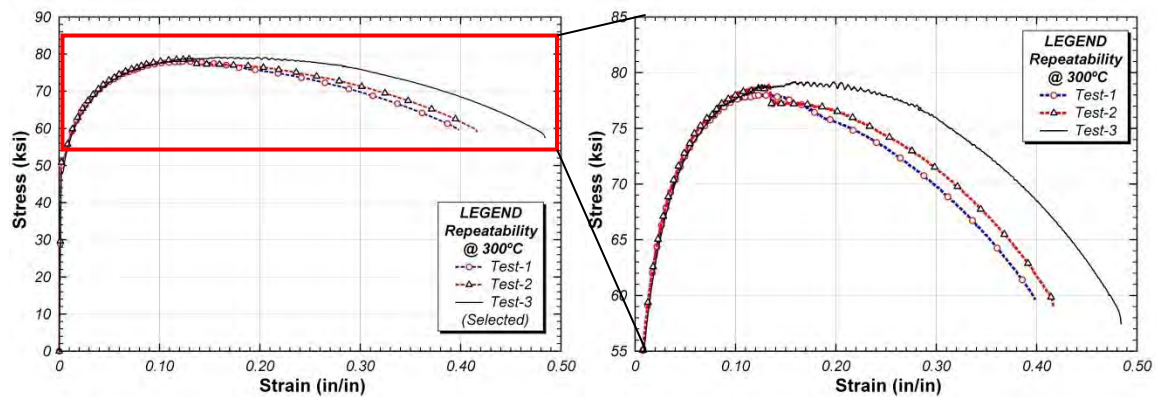 90
80
70
60
50
40
30
20
10
0
Stress (ksi)
0
0.10
0.20
0.30
0.40
0.50
Strain (in/in)
LEGEND
Repeatability
@ 300ºC
Test-1
Test-2
Test-3
(Selected)
85
80
75
70
65
60
55
Stress (ksi)
0
0.10
0.20
0.30
0.40
0.50
Strain (in/in)
LEGEND
Repeatability
@ 300ºC
Test-1
Test-2
Test-3